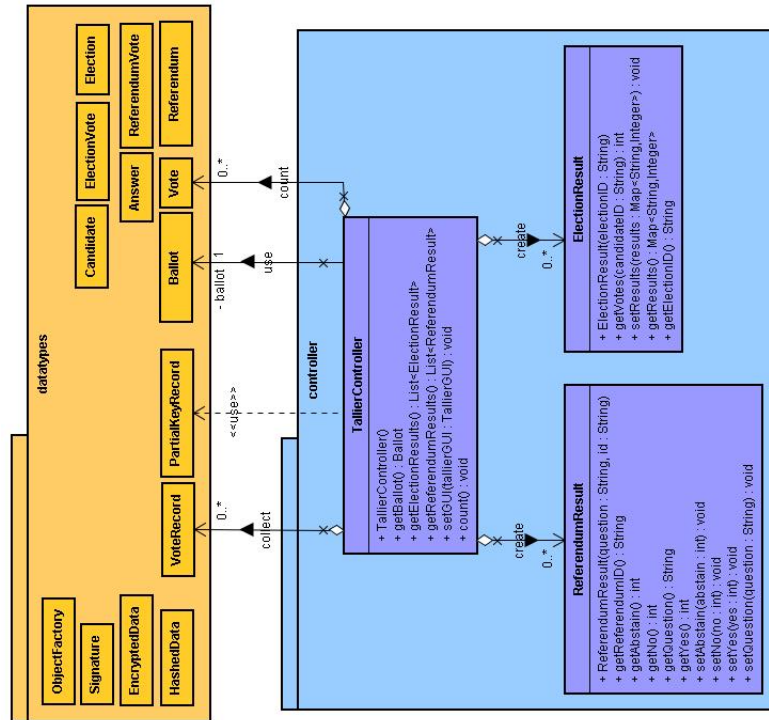 datatypes
ObjectFactory
Signature
EncryptedData
HashedData
VoteRecord
PartialKeyRecord
Candidate
ElectionVote
Election
Answer
ReferendumVote
Ballot
Vote
Referendum
0..*
collect
<<use>>
- ballot 1
use
0..*
count
controller
TallierController
+ TallierController()
+ getBallot() : Ballot
+ getElectionResults() : List<ElectionResult>
+ getReferendumResults() : List<ReferendumResult>
+ setGUI(tallierGUI : TallierGUI) : void
+ count() : void
create
0..*
create
0..*
ReferendumResult
+ ReferendumResult(question : String, id : String)
+ getReferendumID() : String
+ getAbstain() : int
+ getNo() : int
+ getQuestion() : String
+ getYes() : int
+ setAbstain(abstain : int) : void
+ setNo(no : int) : void
+ setYes(yes : int) : void
+ setQuestion(question : String) : void
ElectionResult
+ ElectionResult(electionID : String)
+ getVotes(candidateID : String) : int
+ setResults(results : Map<String,Integer>) : void
+ getResults() : Map<String,Integer>
+ getElectionID() : String